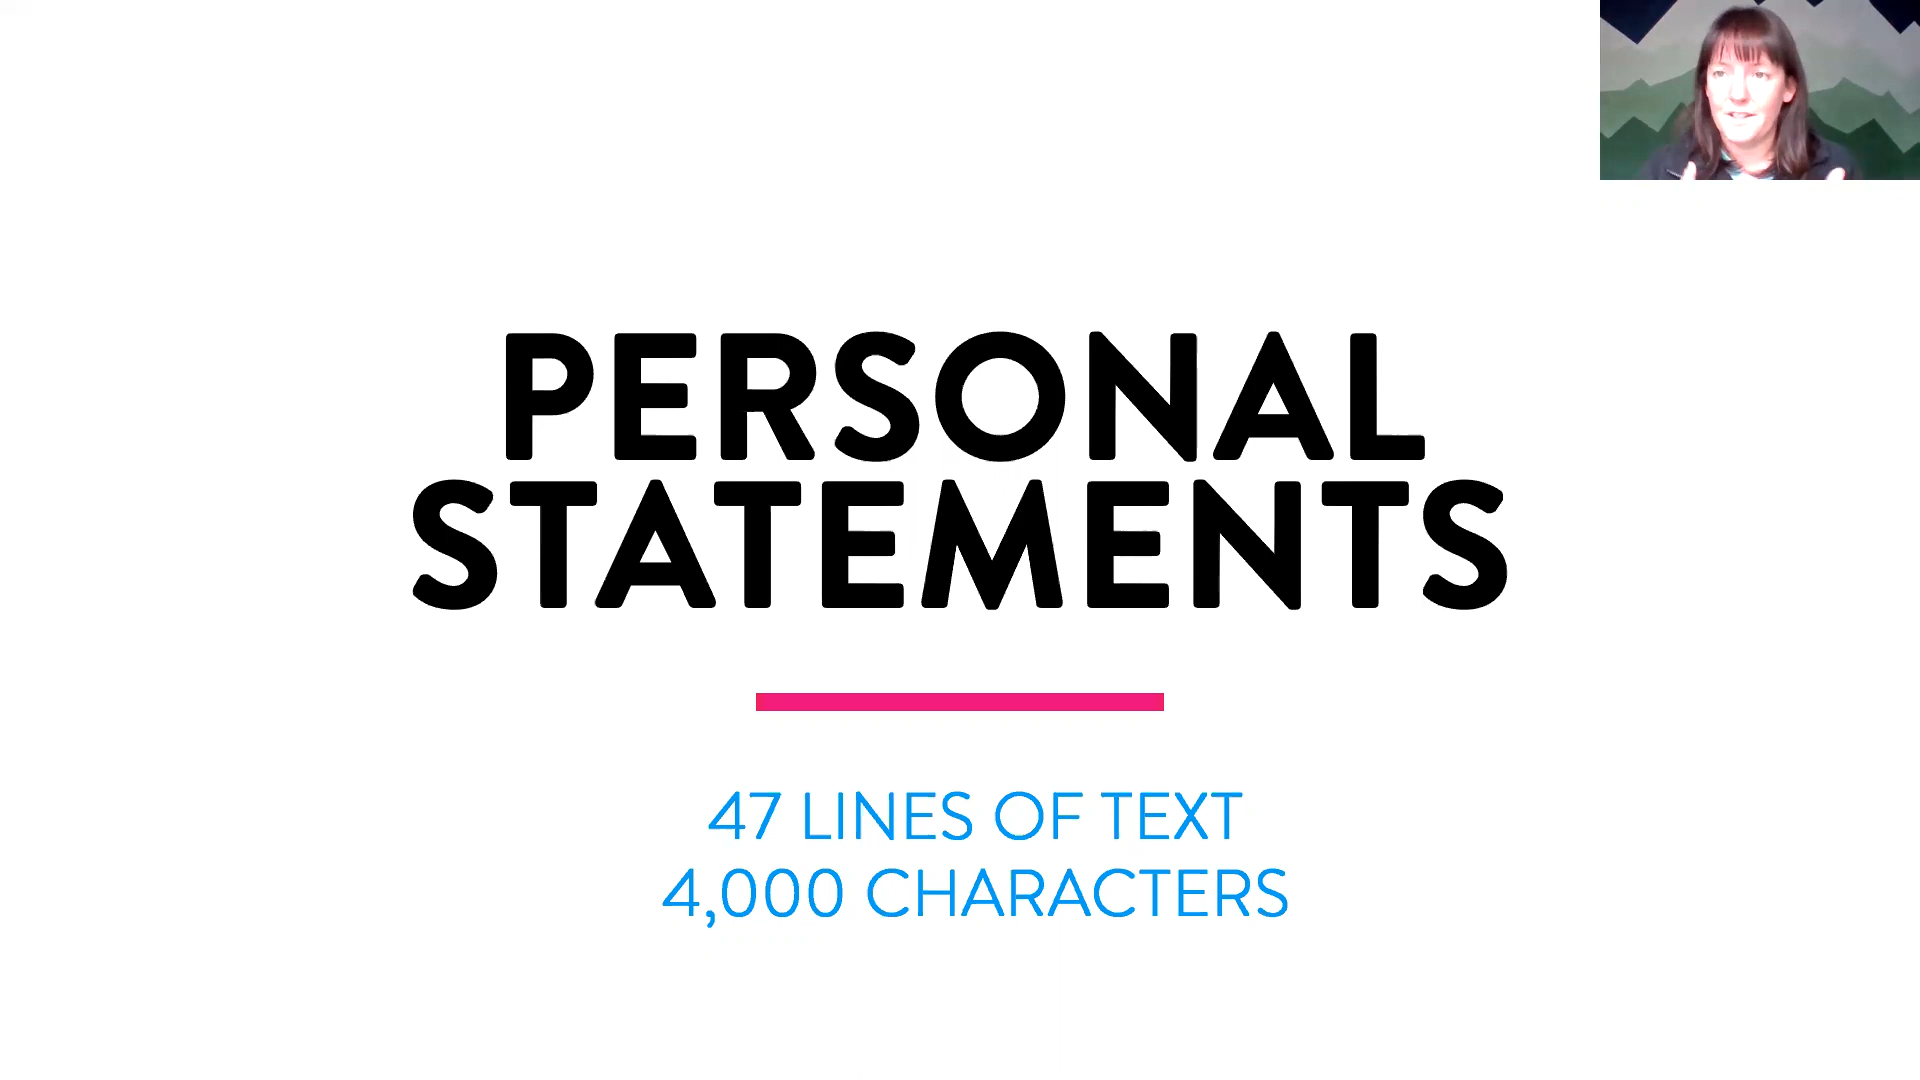 PERSONAL
STATEMENTS
47 LINES OF TEXT
4,000 CHARACTERS